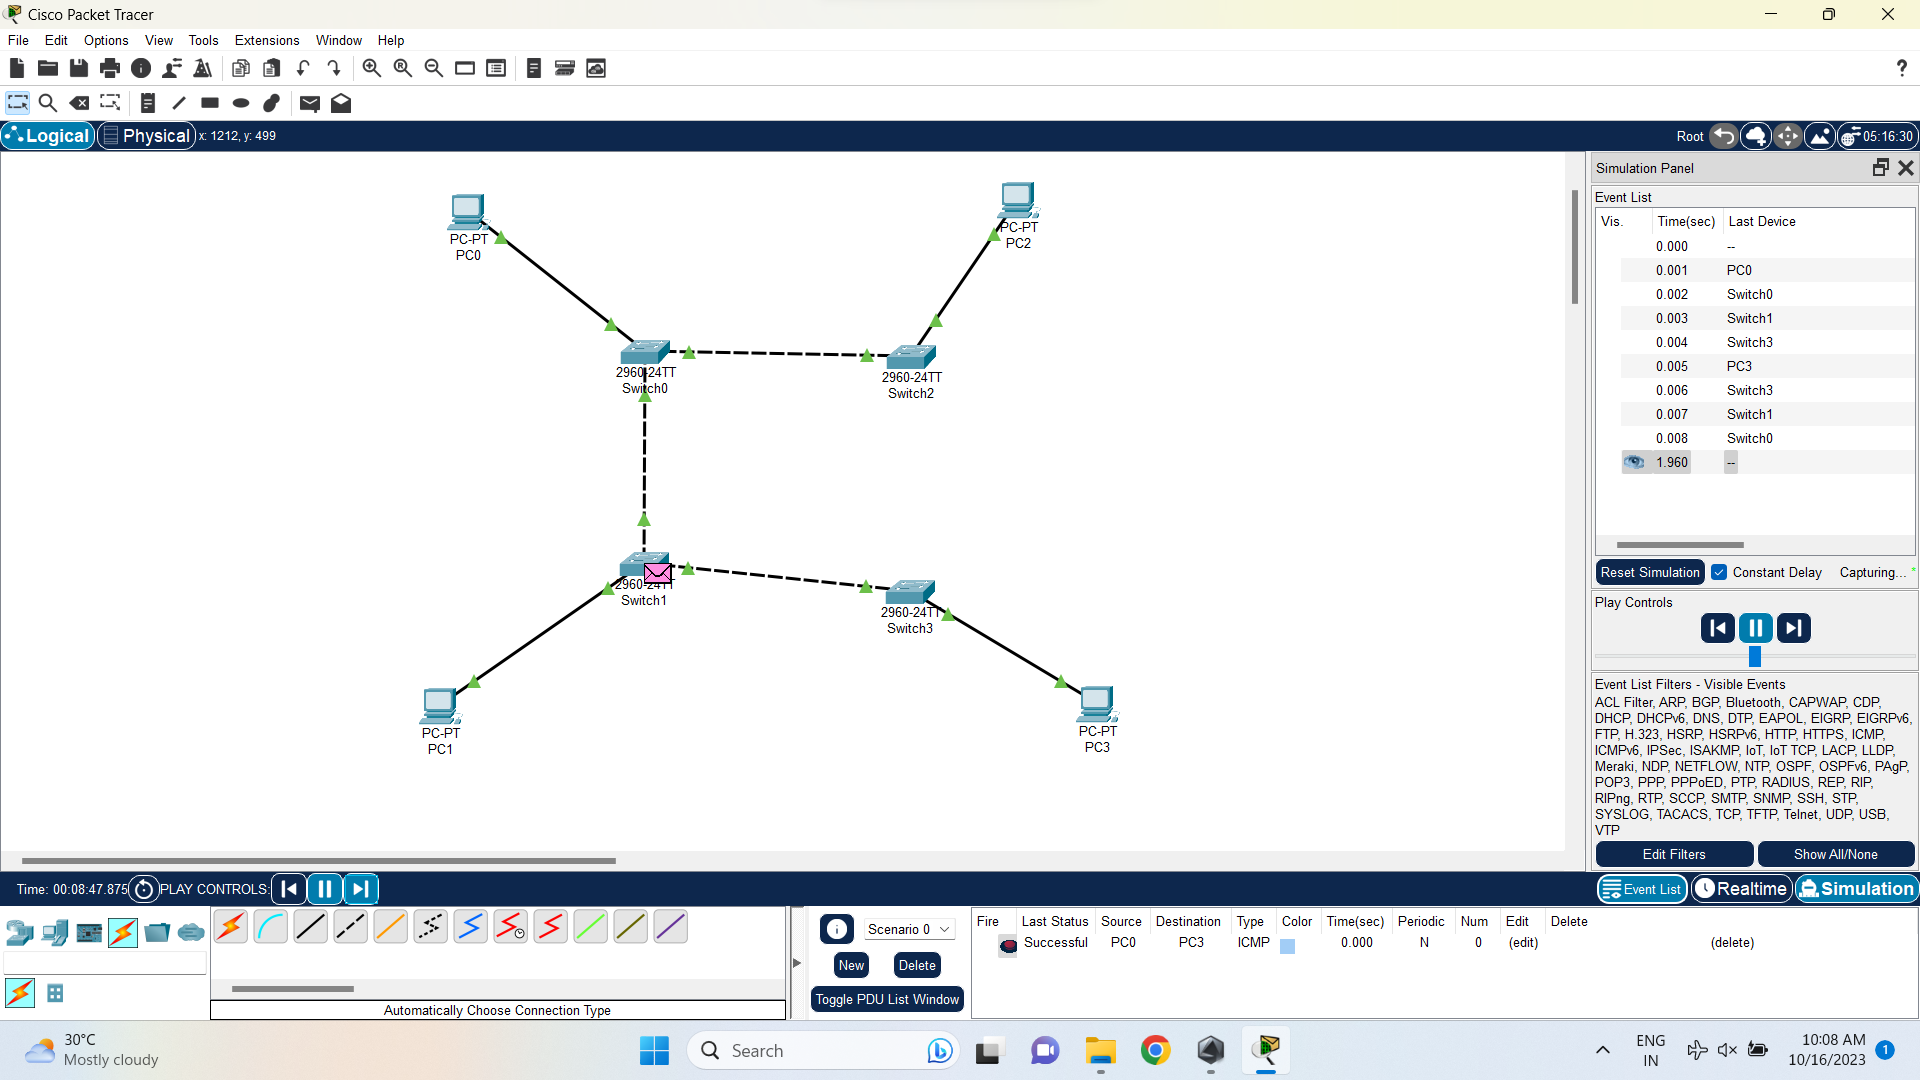 Cisco Packet Tracer
File Edit Options View Tools Extensions Window Help
Logical Physical x: 1212, y: 499 Root 05:16:30
PC-PT
PC0
PC-PT
PC2
2960-24TT
Switch0
2960-24TT
Switch2
2960-24TT
Switch1
2960-24TT
Switch3
PC-PT
PC1
PC-PT
PC3
Simulation Panel
Event List
Vis. Time(sec) Last Device
0.000 --
0.001 PC0
0.002 Switch0
0.003 Switch1
0.004 Switch3
0.005 PC3
0.006 Switch3
0.007 Switch1
0.008 Switch0
1.960 --
Reset Simulation Constant Delay Capturing...
Play Controls
Event List Filters - Visible Events
ACL Filter, ARP, BGP, Bluetooth, CAPWAP, CDP,
DHCP, DHCPv6, DNS, DTP, EAPOL, EIGRP, EIGRPv6,
FTP, H.323, HSRP, HSRPv6, HTTP, HTTPS, ICMP,
ICMPv6, IPSec, ISAKMP, IoT, IoT TCP, LACP, LLDP,
Meraki, NDP, NETFLOW, NTP, OSPF, OSPFv6, PAgP,
POP3, PPP, PPPoED, PTP, RADIUS, REP, RIP,
RIPng, RTP, SCCP, SMTP, SNMP, SSH, STP,
SYSLOG, TACACS, TCP, TFTP, Telnet, UDP, USB,
VTP
Edit Filters Show All/None
Time: 00:08:47.875 PLAY CONTROLS: Event List Realtime Simulation
Automatically Choose Connection Type
Scenario 0
New Delete
Toggle PDU List Window
Fire Last Status Source Destination Type Color Time(sec) Periodic Num Edit Delete
Successful PC0 PC3 ICMP 0.000 N 0 (edit) (delete)
30°C
Mostly cloudy
Search
ENG
IN
10:08 AM
10/16/2023
1